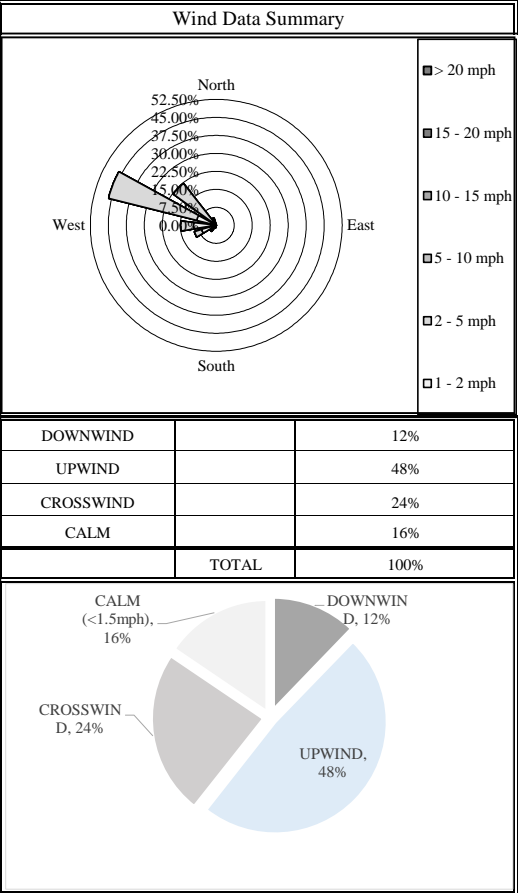 Wind Data Summary
North
52.50%
45.00%
37.50%
30.00%
22.50%
15.00%
7.50%
0.00%
West
East
South
> 20 mph
15 - 20 mph
10 - 15 mph
5 - 10 mph
2 - 5 mph
1 - 2 mph
DOWNWIND 12%
UPWIND 48%
CROSSWIND 24%
CALM 16%
TOTAL 100%
CALM
(<1.5mph),
16%
DOWNWIN
D, 12%
CROSSWIN
D, 24%
UPWIND,
48%